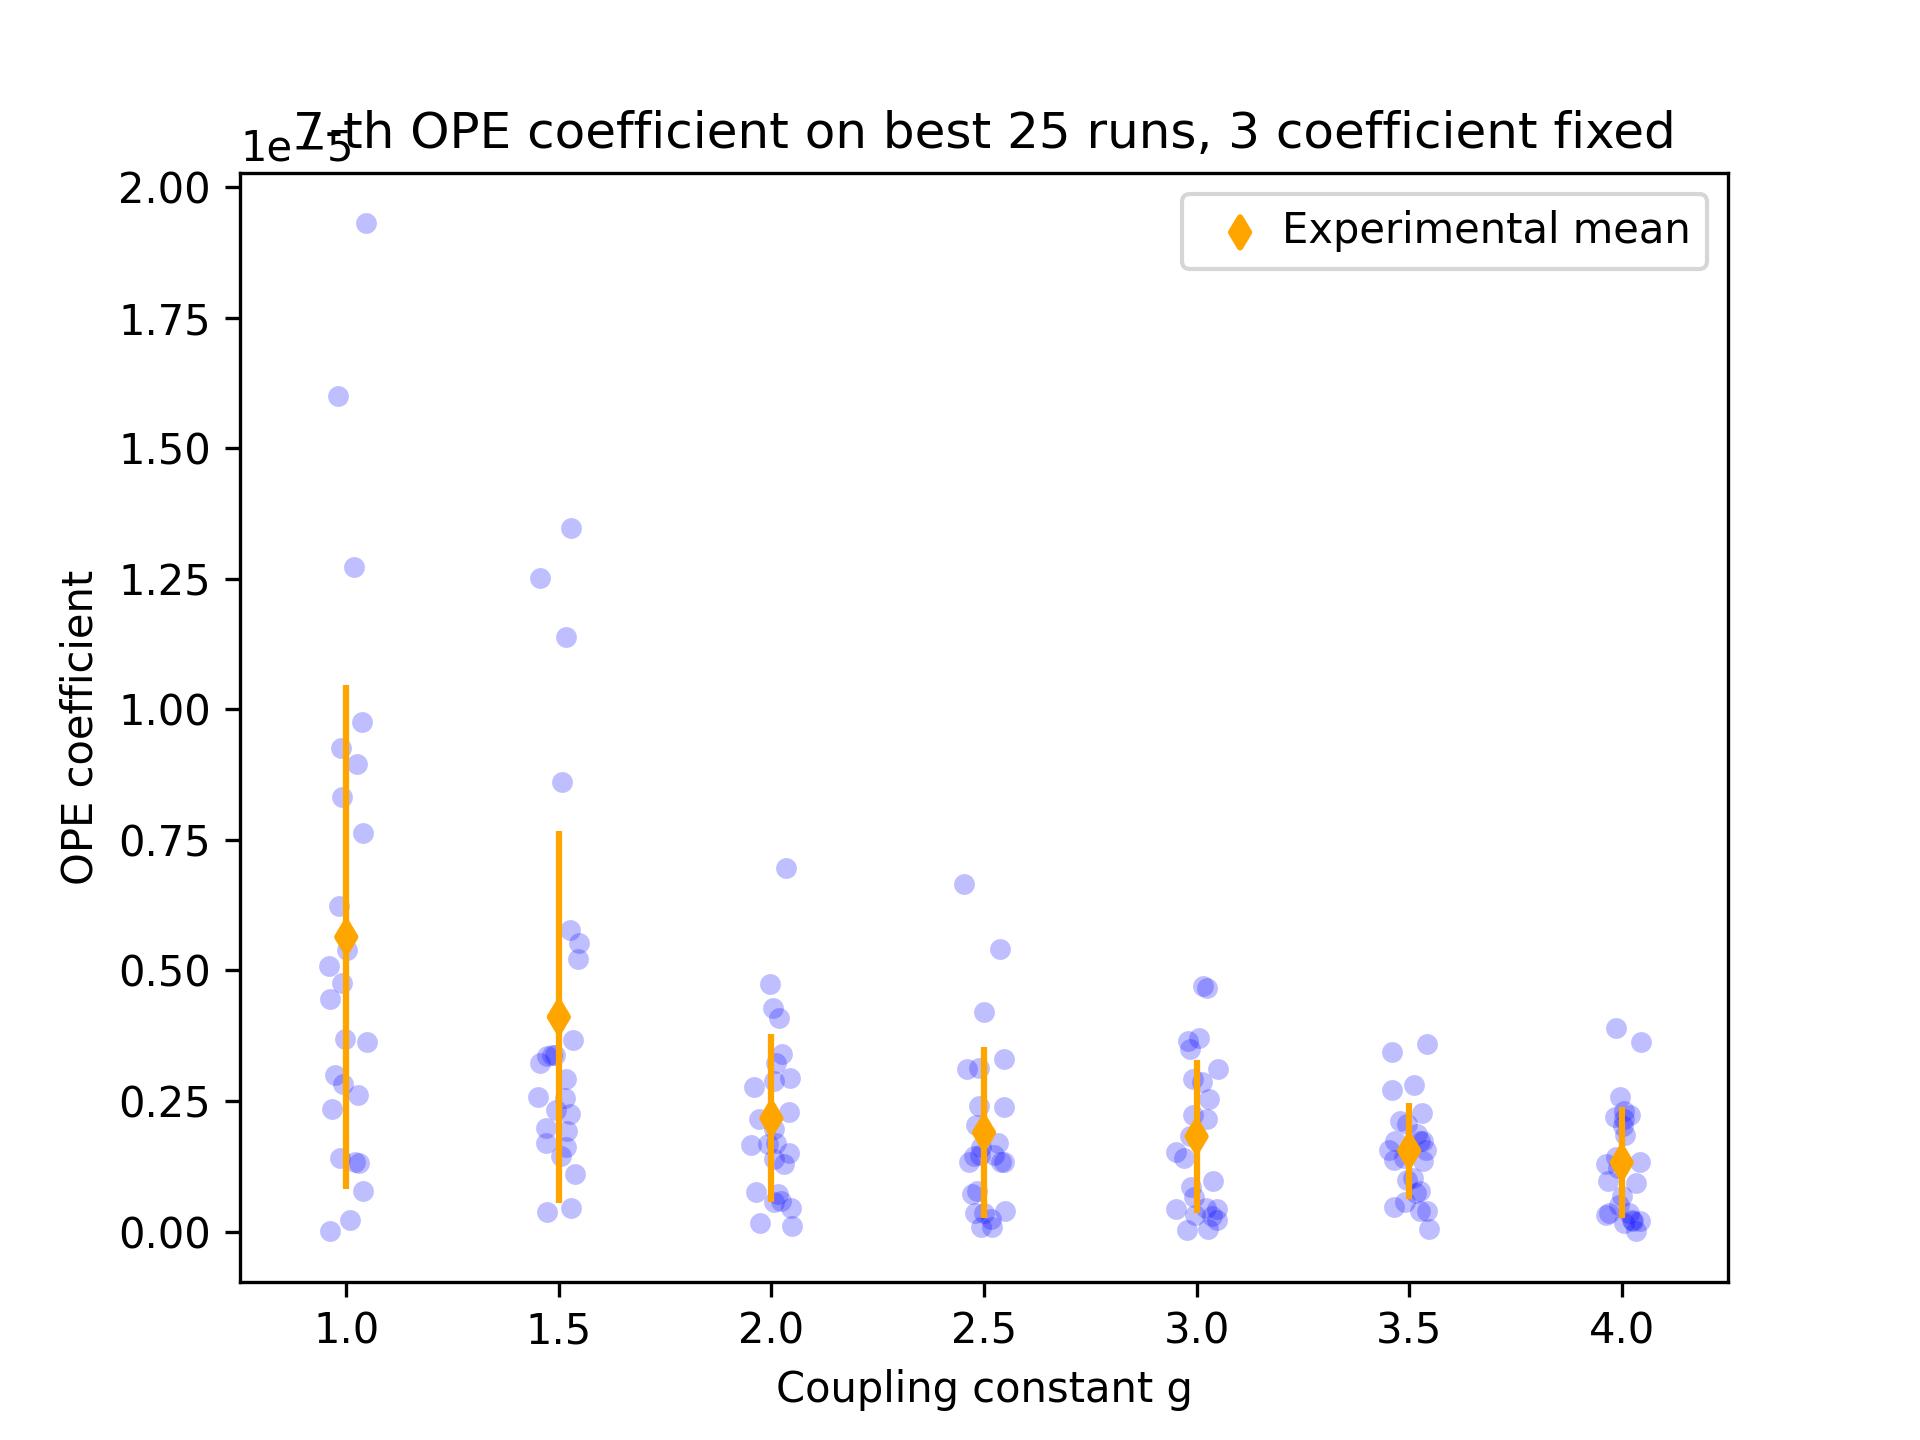 7-th OPE coefficient on best 25 runs, 3 coefficient fixed
1e−5
Experimental mean
OPE coefficient
2.00
1.75
1.50
1.25
1.00
0.75
0.50
0.25
0.00
1.0 1.5 2.0 2.5 3.0 3.5 4.0
Coupling constant g